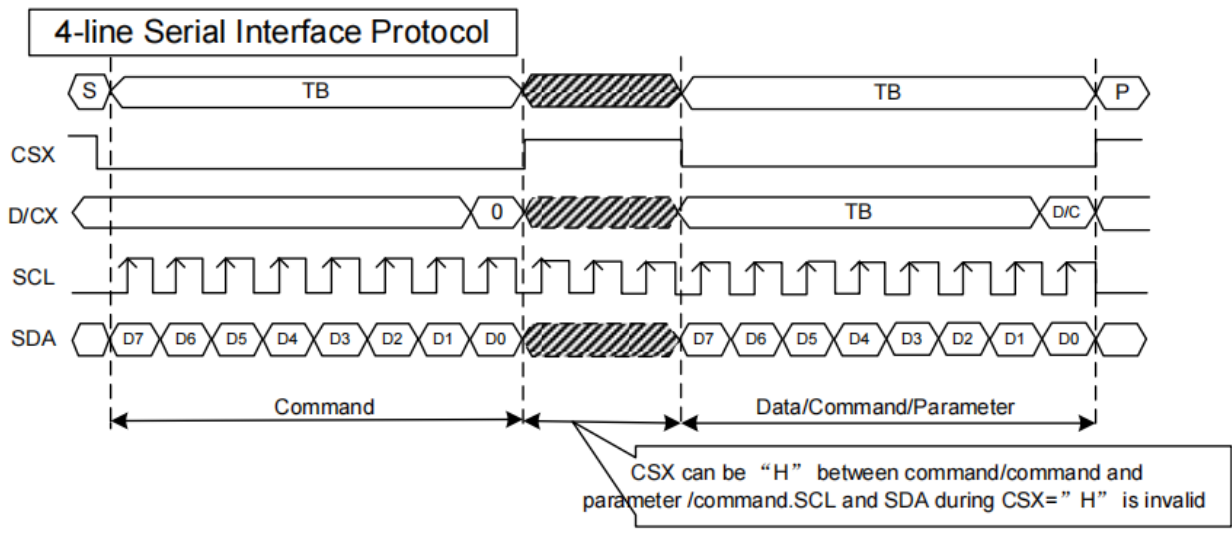 4-line Serial Interface Protocol
S TB TB P
CSX
D/CX 0 TB D/C
SCL
SDA D7 D6 D5 D4 D3 D2 D1 D0 D7 D6 D5 D4 D3 D2 D1 D0
Command Data/Command/Parameter
CSX can be “H” between command/command and
parameter /command.SCL and SDA during CSX=”H” is invalid